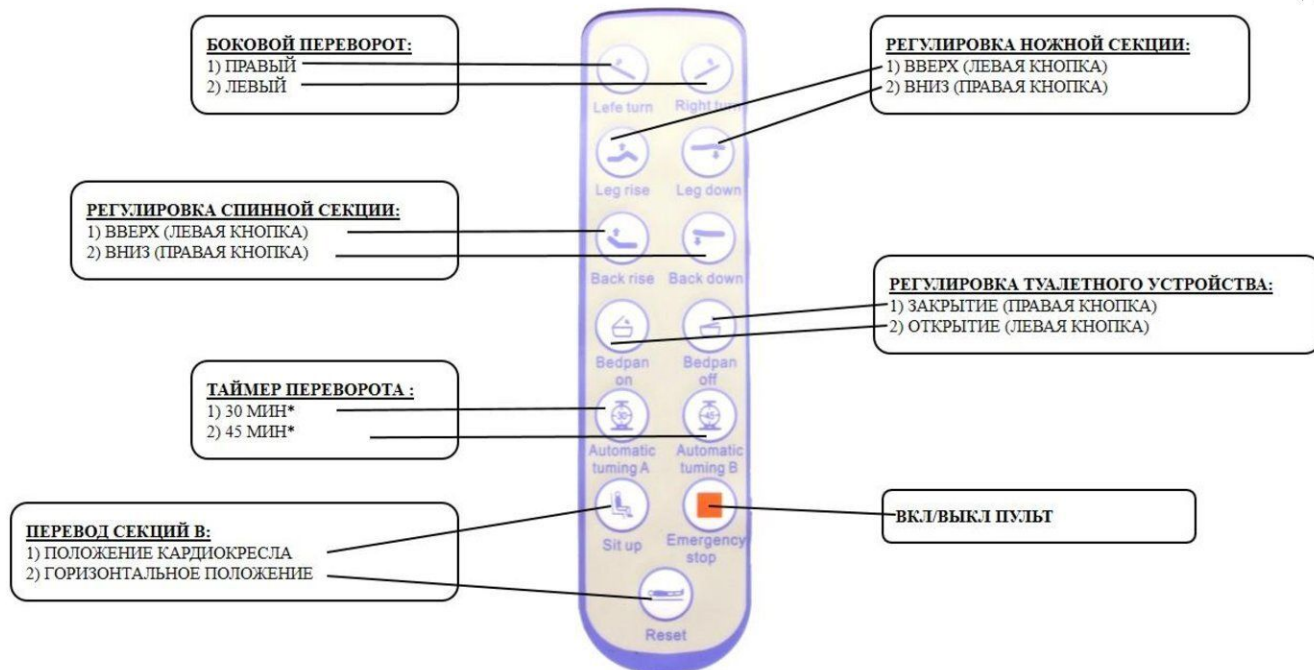 БОКОВОЙ ПЕРЕВОРОТ:
1) ПРАВЫЙ
2) ЛЕВЫЙ
РЕГУЛИРОВКА НОЖНОЙ СЕКЦИИ:
1) ВВЕРХ (ЛЕВАЯ КНОПКА)
2) ВНИЗ (ПРАВАЯ КНОПКА)
РЕГУЛИРОВКА СПИННОЙ СЕКЦИИ:
1) ВВЕРХ (ЛЕВАЯ КНОПКА)
2) ВНИЗ (ПРАВАЯ КНОПКА)
РЕГУЛИРОВКА ТУАЛЕТНОГО УСТРОЙСТВА:
1) ЗАКРЫТИЕ (ПРАВАЯ КНОПКА)
2) ОТКРЫТИЕ (ЛЕВАЯ КНОПКА)
ТАЙМЕР ПЕРЕВОРОТА :
1) 30 МИН*
2) 45 МИН*
ПЕРЕВОД СЕКЦИЙ В:
1) ПОЛОЖЕНИЕ КАРДИОКРЕСЛА
2) ГОРИЗОНТАЛЬНОЕ ПОЛОЖЕНИЕ
ВКЛ/ВЫКЛ ПУЛЬТ
Lefe turn
Right turn
Leg rise
Leg down
Back rise
Back down
Bedpan
on
Bedpan
off
30
45
Automatic
tuming A
Automatic
tuming B
Sit up
Emergency
stop
Reset